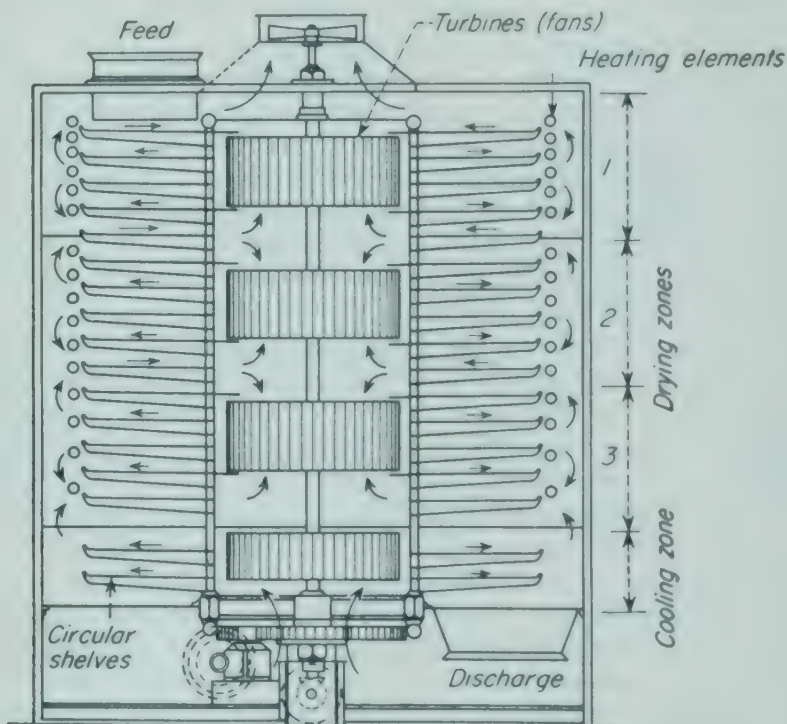 Feed
Turbines (fans)
Heating elements
1
2
3
Drying zones
Cooling zone
Circular
shelves
Discharge